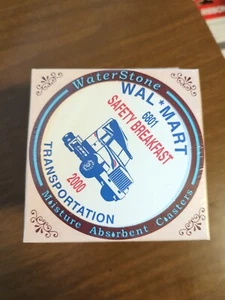 WaterStone
WAL★MART
6801
SAFETY BREAKFAST
2000
TRANSPORTATION
Moisture Absorbent Coasters